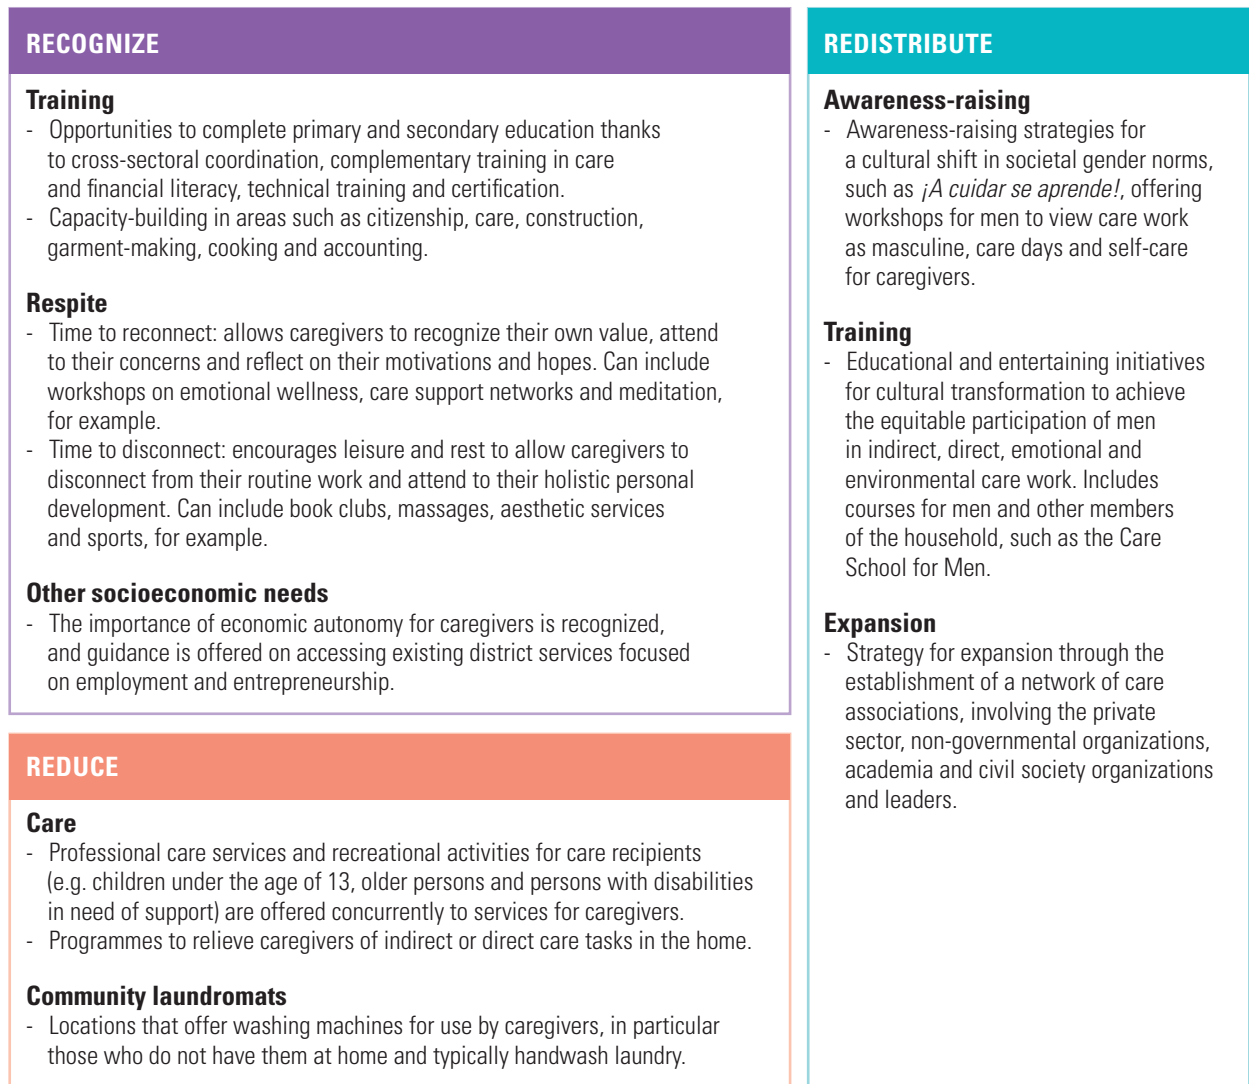 RECOGNIZE
Training
- Opportunities to complete primary and secondary education thanks
to cross-sectoral coordination, complementary training in care
and financial literacy, technical training and certification.
- Capacity-building in areas such as citizenship, care, construction,
garment-making, cooking and accounting.
Respite
- Time to reconnect: allows caregivers to recognize their own value, attend
to their concerns and reflect on their motivations and hopes. Can include
workshops on emotional wellness, care support networks and meditation,
for example.
- Time to disconnect: encourages leisure and rest to allow caregivers to
disconnect from their routine work and attend to their holistic personal
development. Can include book clubs, massages, aesthetic services
and sports, for example.
Other socioeconomic needs
- The importance of economic autonomy for caregivers is recognized,
and guidance is offered on accessing existing district services focused
on employment and entrepreneurship.
REDUCE
Care
- Professional care services and recreational activities for care recipients
(e.g. children under the age of 13, older persons and persons with disabilities
in need of support) are offered concurrently to services for caregivers.
- Programmes to relieve caregivers of indirect or direct care tasks in the home.
Community laundromats
- Locations that offer washing machines for use by caregivers, in particular
those who do not have them at home and typically handwash laundry.
REDISTRIBUTE
Awareness-raising
- Awareness-raising strategies for
a cultural shift in societal gender norms,
such as ¡A cuidar se aprende!, offering
workshops for men to view care work
as masculine, care days and self-care
for caregivers.
Training
- Educational and entertaining initiatives
for cultural transformation to achieve
the equitable participation of men
in indirect, direct, emotional and
environmental care work. Includes
courses for men and other members
of the household, such as the Care
School for Men.
Expansion
- Strategy for expansion through the
establishment of a network of care
associations, involving the private
sector, non-governmental organizations,
academia and civil society organizations
and leaders.